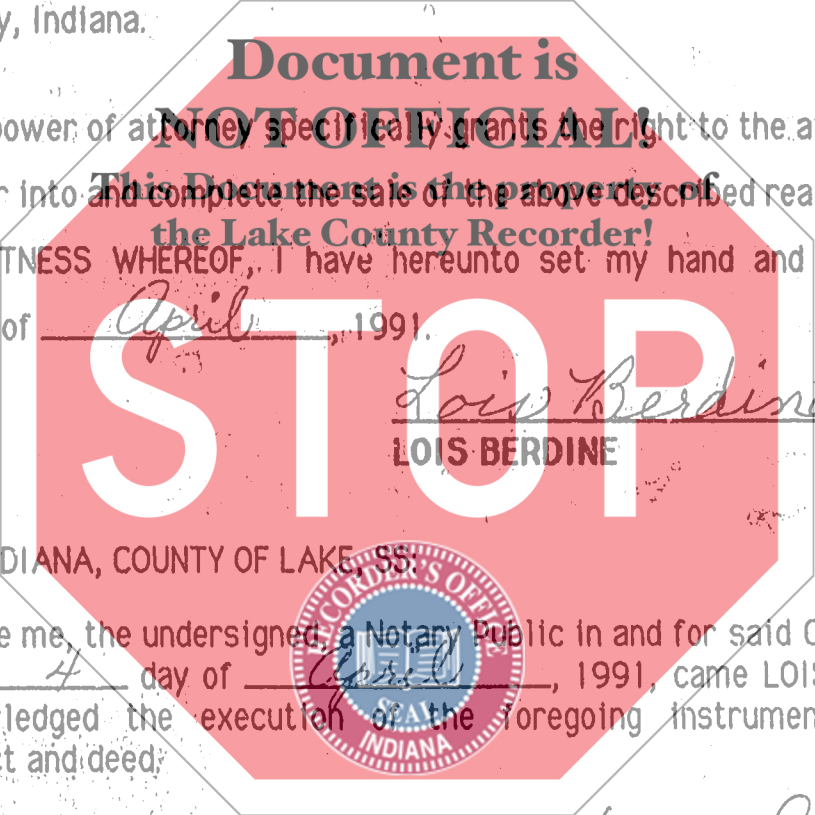 y, Indiana.
Document is
NOT OFFICIAL!
power of attorney specifically grants the right to the a
This Document is the property of
r into and complete the sale of the above described rea
the Lake County Recorder!
TNESS WHEREOF, I have hereunto set my hand and
of April, 1991.
STOP
Lois Berdine
LOIS BERDINE
DIANA, COUNTY OF LAKE, SS:
RECORDER'S OFFICE
e me, the undersigned, a Notary Public in and for said C
4 day of April, 1991, came LOIS
SEAL
ledged the execution of the foregoing instrumen
INDIANA
t and deed.